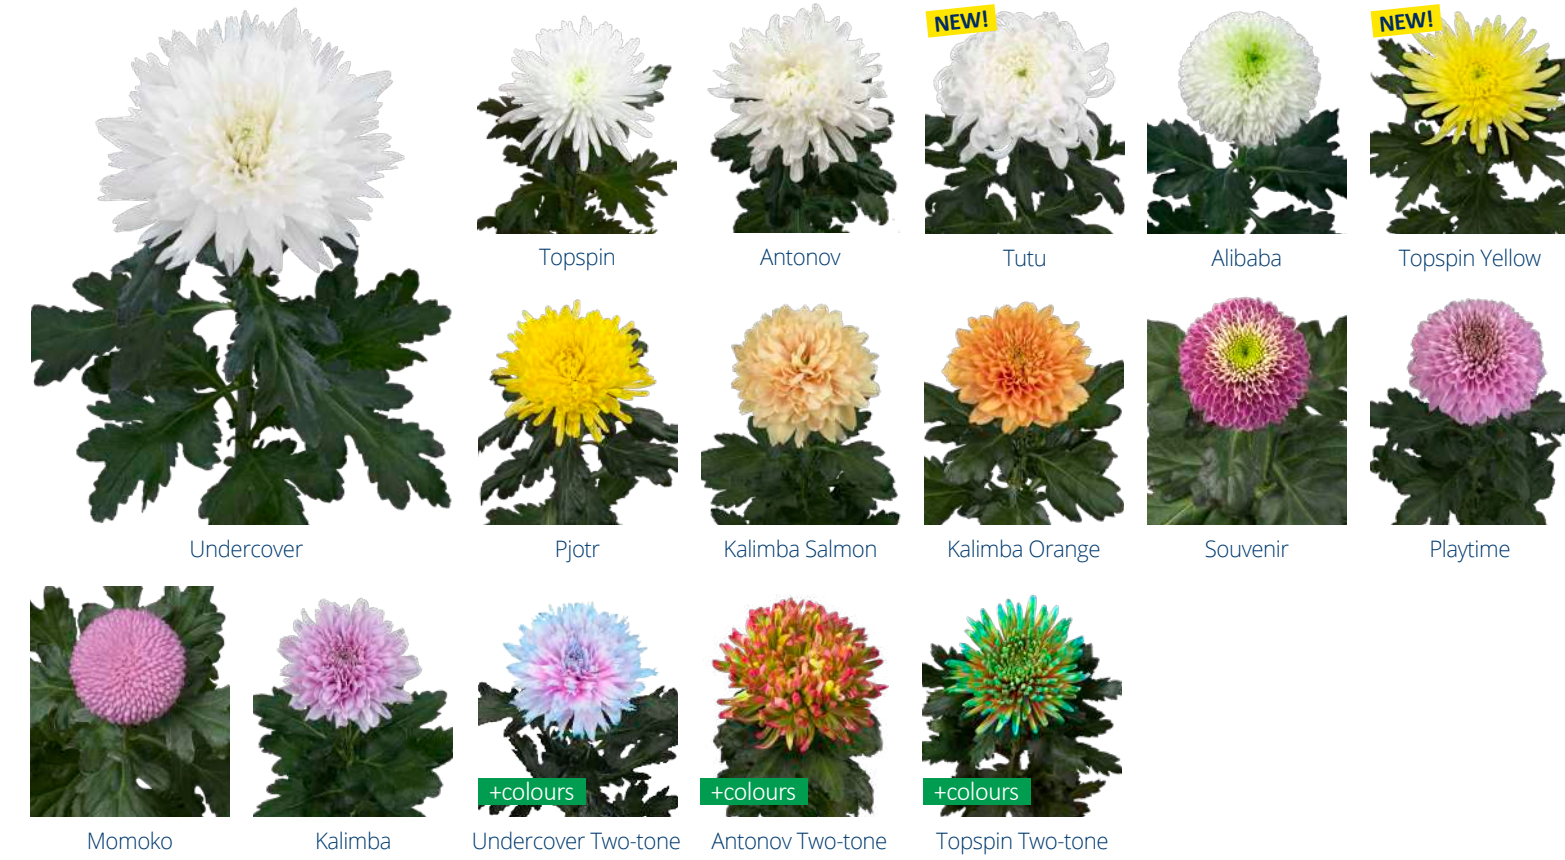 NEW!
NEW!
Topspin
Antonov
Tutu
Alibaba
Topspin Yellow
Undercover
Pjotr
Kalimba Salmon
Kalimba Orange
Souvenir
Playtime
+colours
+colours
+colours
Momoko
Kalimba
Undercover Two-tone
Antonov Two-tone
Topspin Two-tone